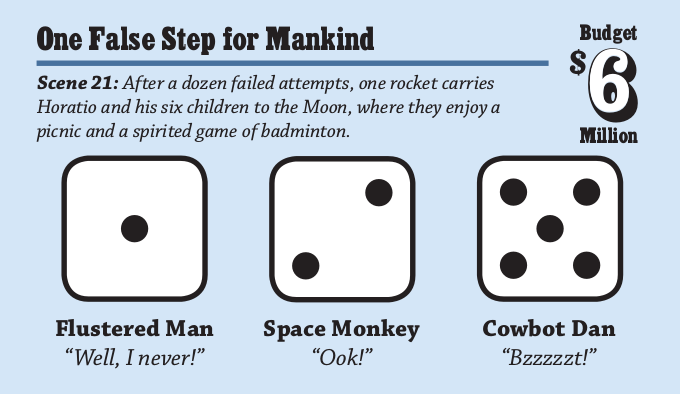 One False Step for Mankind
Budget
$6
Million
Scene 21: After a dozen failed attempts, one rocket carries
Horatio and his six children to the Moon, where they enjoy a
picnic and a spirited game of badminton.
Flustered Man
“Well, I never!”
Space Monkey
“Ook!”
Cowbot Dan
“Bzzzzzt!”